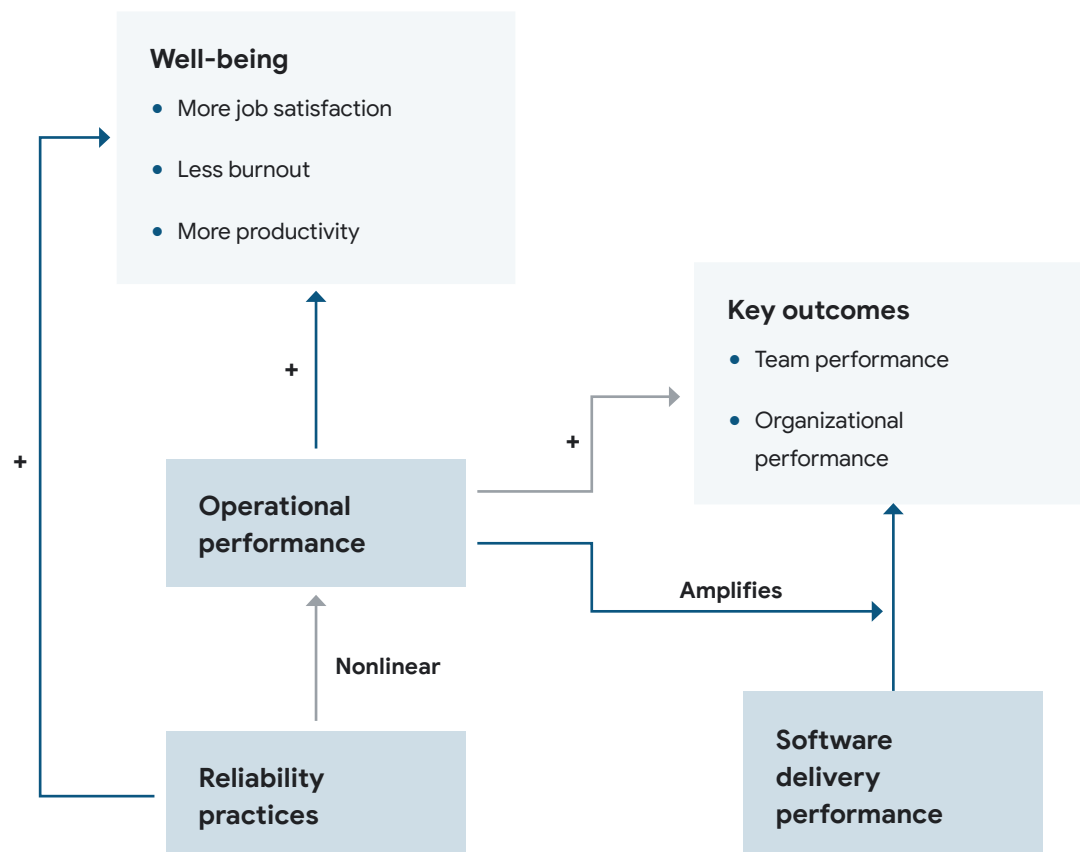 Well-being
• More job satisfaction
• Less burnout
• More productivity
+
+
Key outcomes
• Team performance
• Organizational
performance
+
Operational
performance
Amplifies
Nonlinear
Reliability
practices
Software
delivery
performance